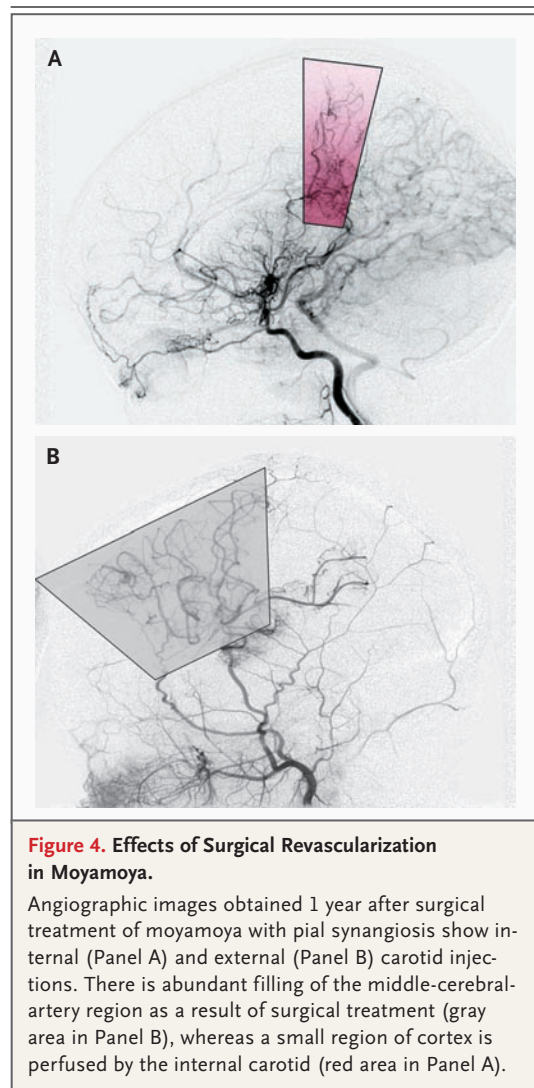 A
B
Figure 4. Effects of Surgical Revascularization
in Moyamoya.
Angiographic images obtained 1 year after surgical
treatment of moyamoya with pial synangiosis show in-
ternal (Panel A) and external (Panel B) carotid injec-
tions. There is abundant filling of the middle-cerebral-
artery region as a result of surgical treatment (gray
area in Panel B), whereas a small region of cortex is
perfused by the internal carotid (red area in Panel A).